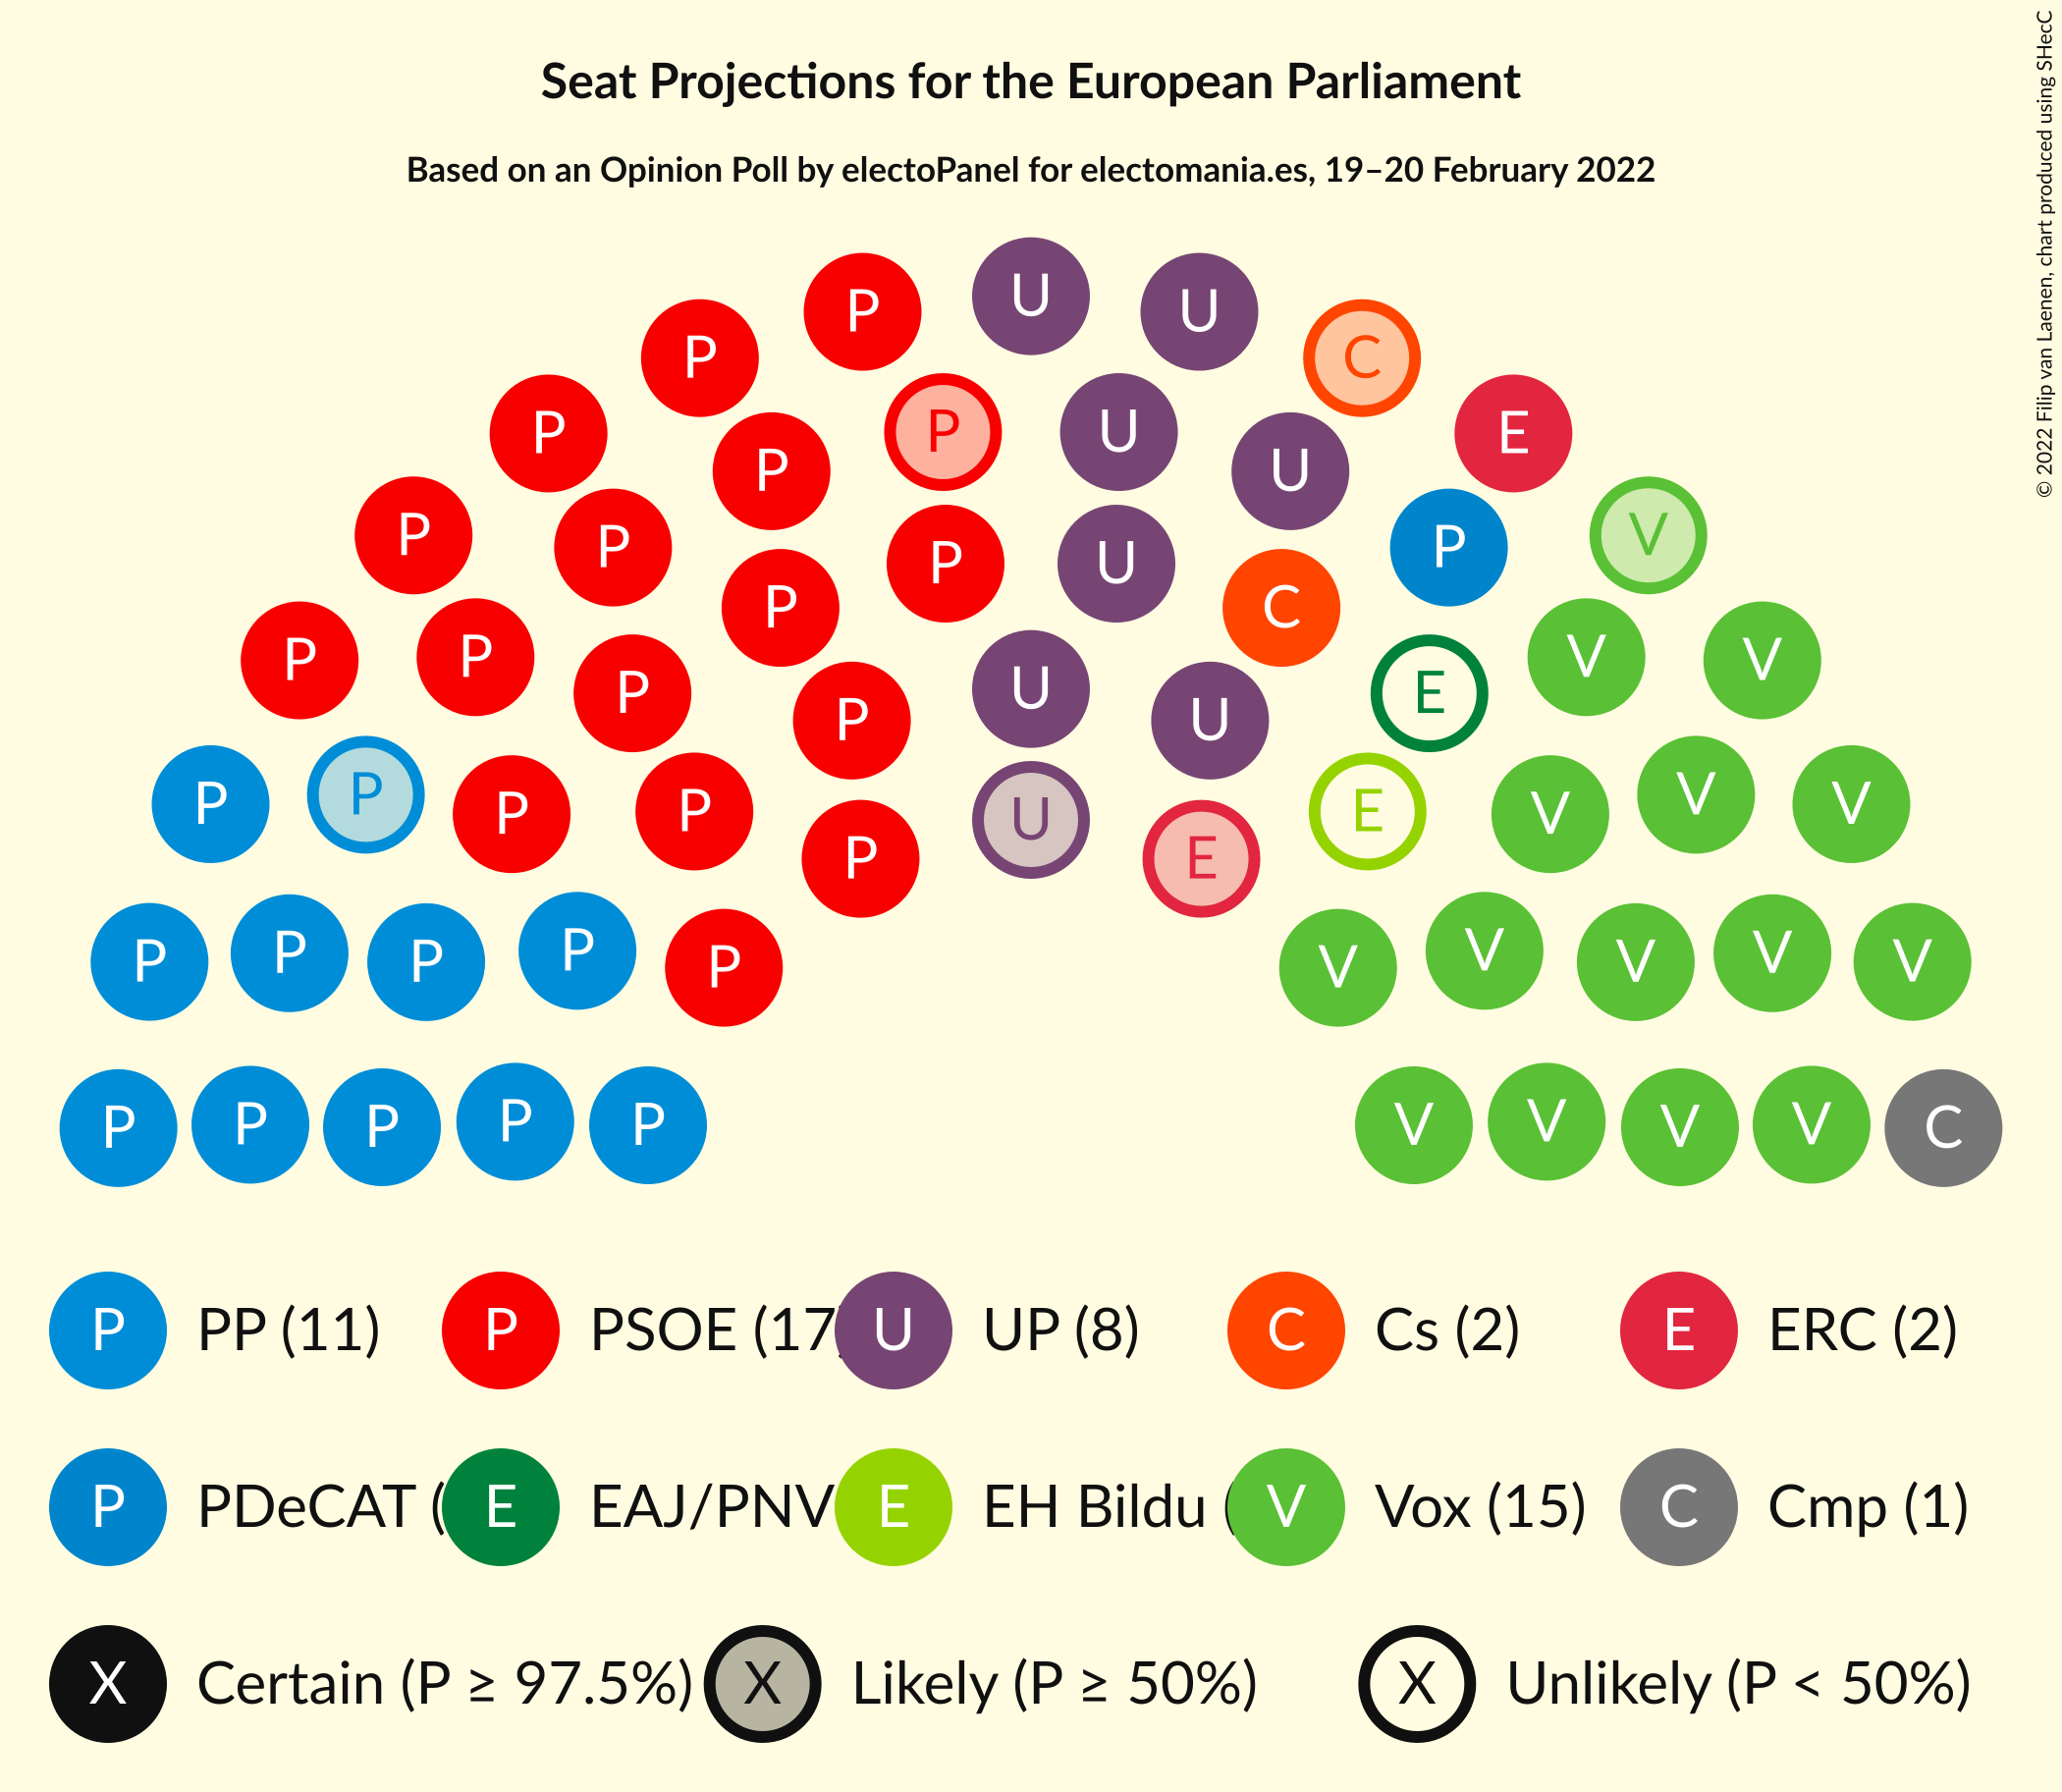 Seat Projections for the European Parliament
Based on an Opinion Poll by electoPanel for electomania.es, 19–20 February 2022
© 2022 Filip van Laenen, chart produced using SHecC
U
P U
P C
P P U E
P U
P P P P
P U V
P C
P P V V
P E
U
P U
P P V V
P P P E V
U
P E
P P P P V V V V
P V
P P P P P V V V V C
P PP (11) P PSOE (17 U UP (8) C Cs (2) E ERC (2)
P PDeCAT ( E EAJ/PNV E EH Bildu ( V Vox (15) C Cmp (1)
X Certain (P ≥ 97.5%) X Likely (P ≥ 50%) X Unlikely (P < 50%)